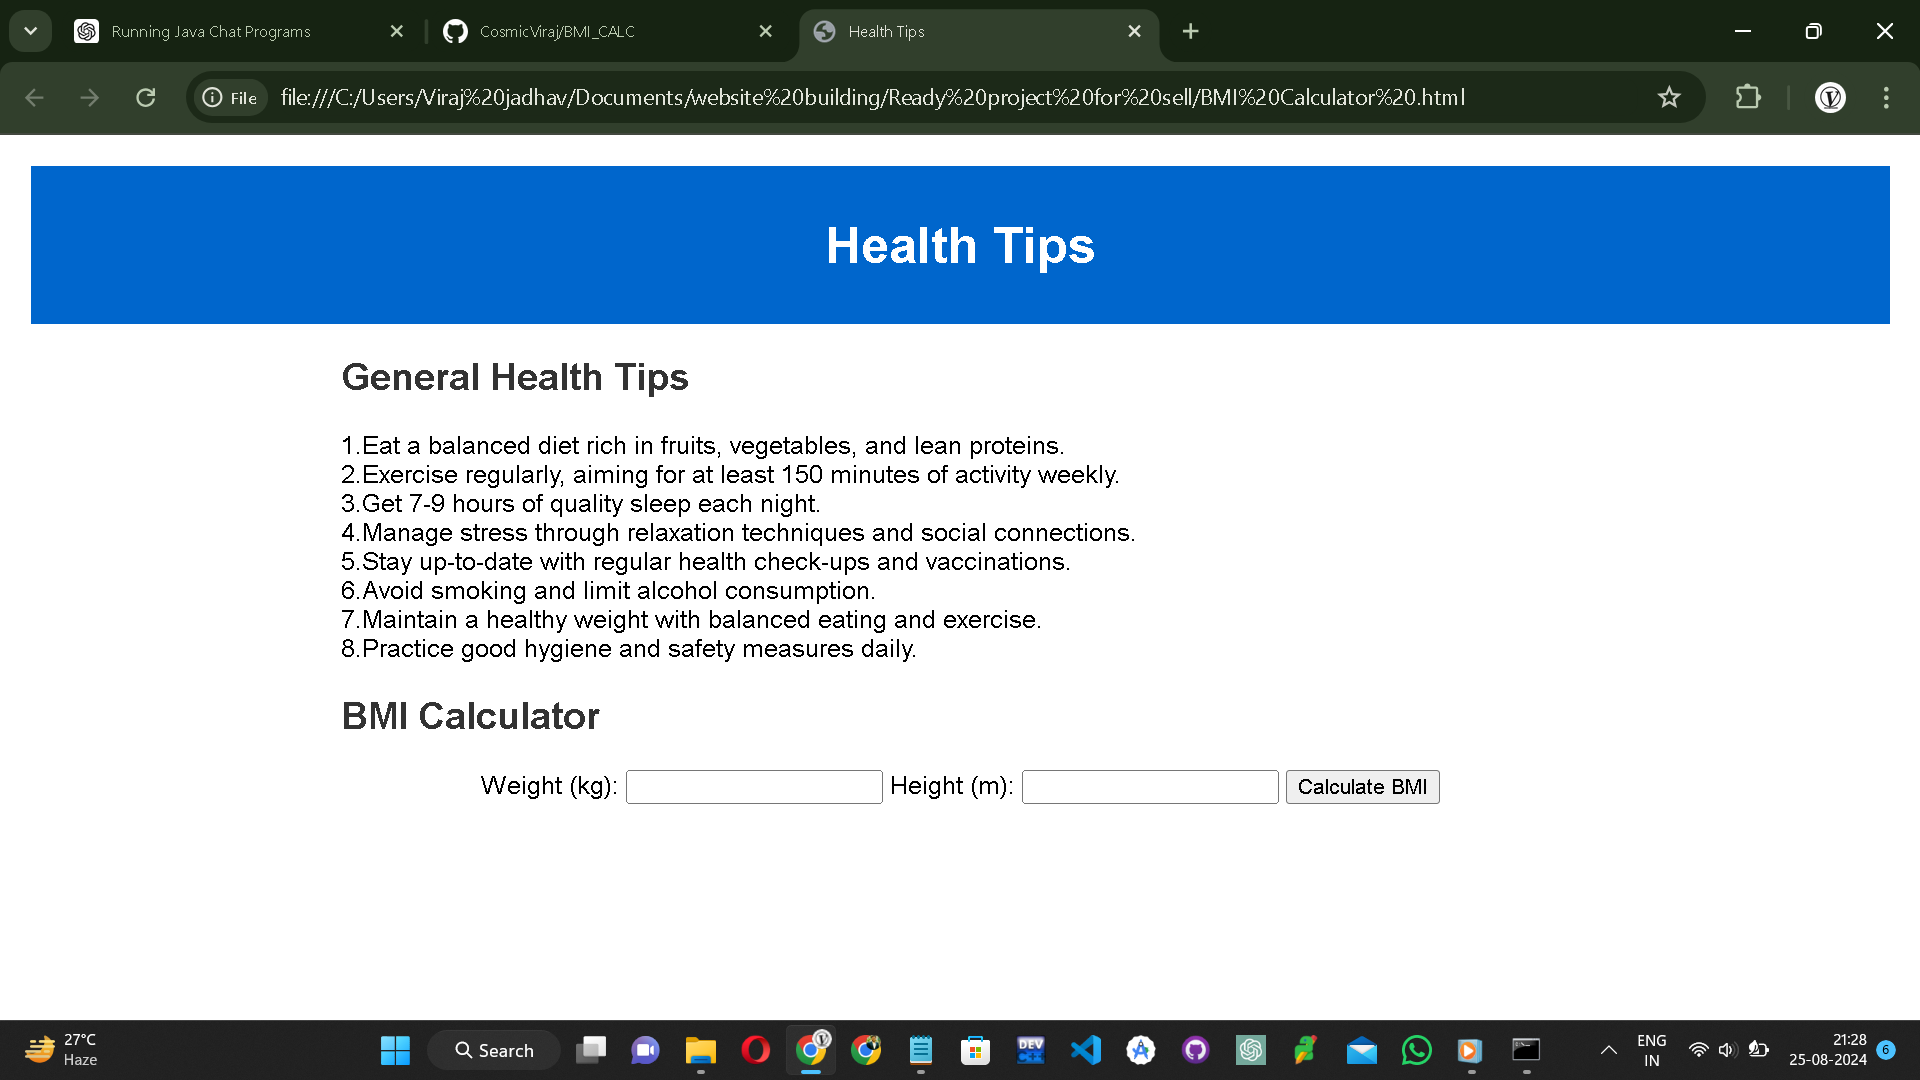 Running Java Chat Programs
CosmicViraj/BMI_CALC
Health Tips
File
file:///C:/Users/Viraj%20jadhav/Documents/website%20building/Ready%20project%20for%20sell/BMI%20Calculator%20.html
Health Tips
General Health Tips
1.Eat a balanced diet rich in fruits, vegetables, and lean proteins.
2.Exercise regularly, aiming for at least 150 minutes of activity weekly.
3.Get 7-9 hours of quality sleep each night.
4.Manage stress through relaxation techniques and social connections.
5.Stay up-to-date with regular health check-ups and vaccinations.
6.Avoid smoking and limit alcohol consumption.
7.Maintain a healthy weight with balanced eating and exercise.
8.Practice good hygiene and safety measures daily.
BMI Calculator
Weight (kg): Height (m): Calculate BMI
27°C
Haze
Search
DEV
ENG
IN
21:28
25-08-2024
6